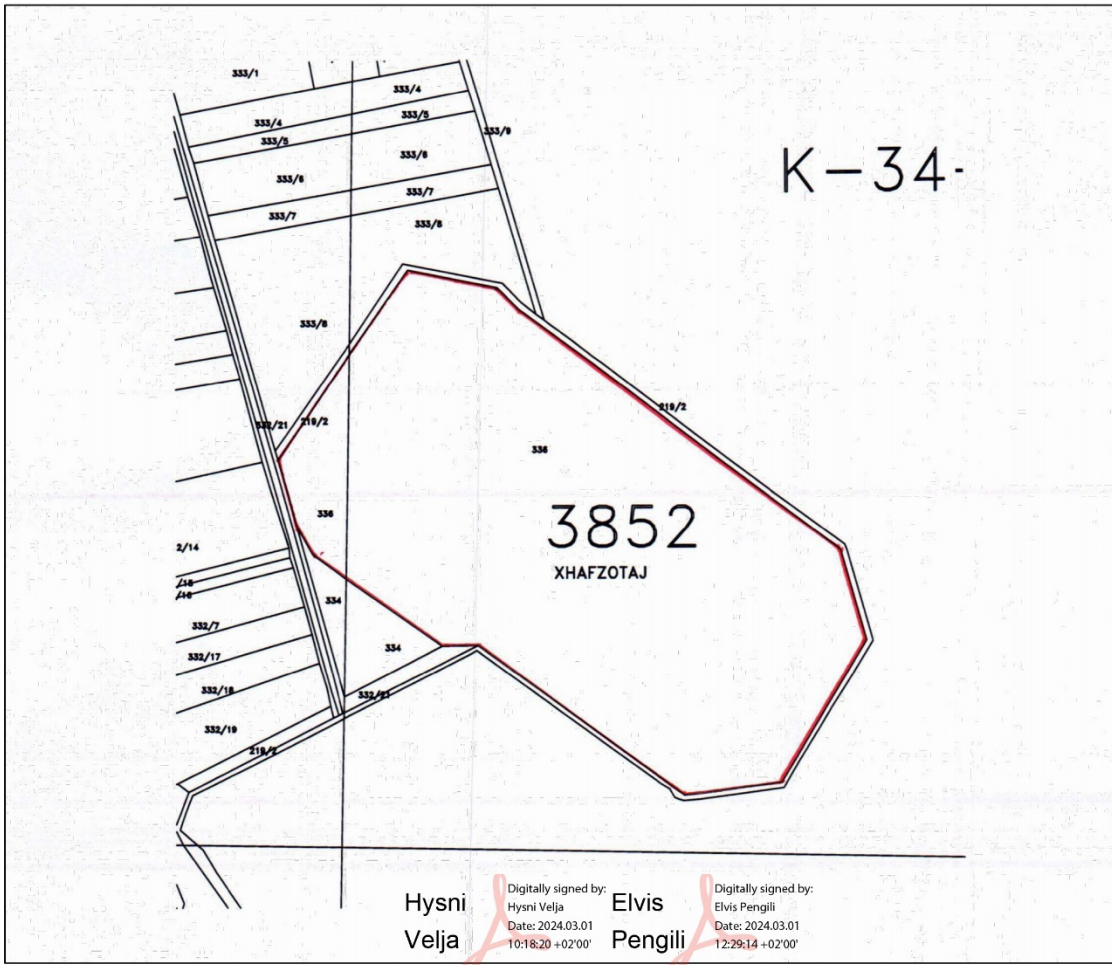 333/1
333/4
333/4
333/5
333/5
333/9
333/6
333/6
K-34-
333/7
333/7
333/8
333/8
219/2
332/21
219/2
336
336
3852
XHAFZOTAJ
2/14
/15
/16
334
332/7
334
332/17
332/18
332/21
332/19
219/2
Hysni
Velja
Digitally signed by:
Hysni Velja
Date: 2024.03.01
10:18:20 +02'00'
Elvis
Pengili
Digitally signed by:
Elvis Pengili
Date: 2024.03.01
12:29:14 +02'00'